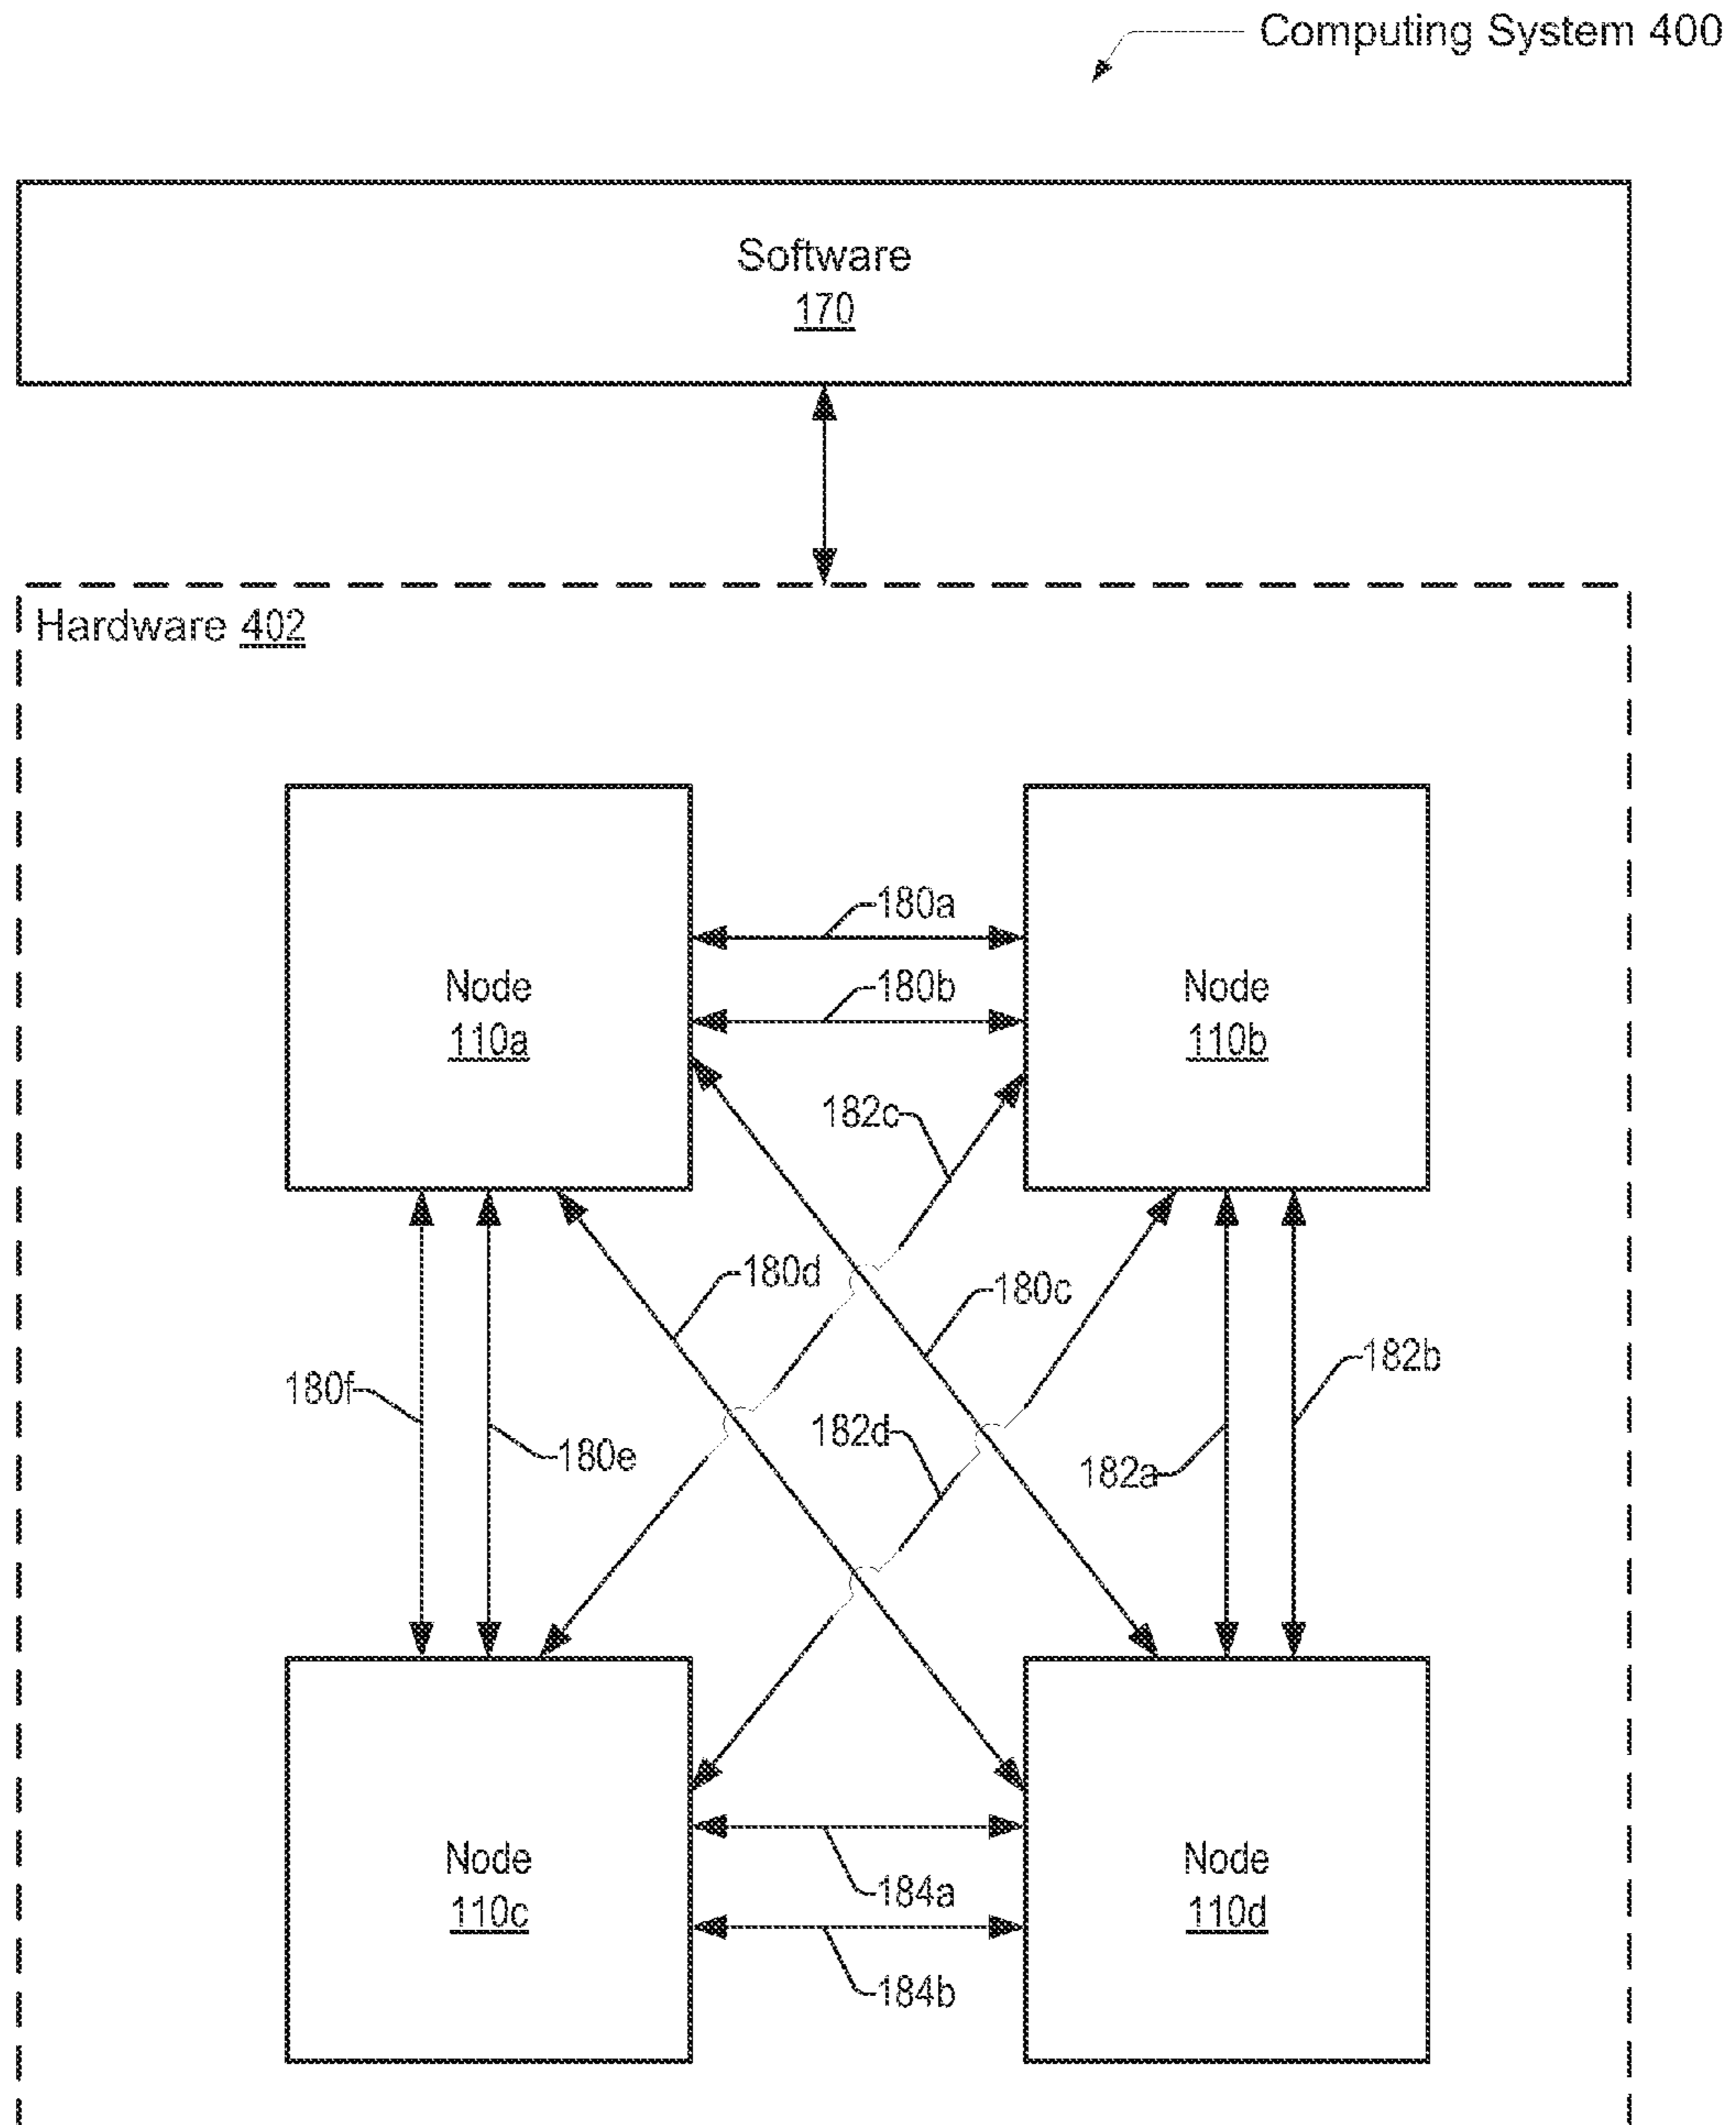 Computing System 400
Software
170
Hardware 402
180a
Node
110a
180b
Node
110b
182c
180d
180c
182b
180f
182d
180e
182a
Node
110c
184a
Node
110d
184b